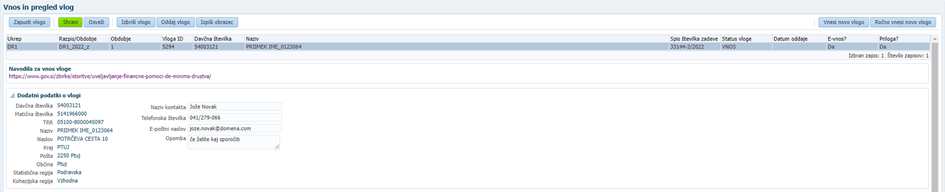 Vnos in pregled vlog
Zapusti vlogo Shrani Osveži Izbriši vlogo Oddaj vlogo Izpiši obrazec Vnesi novo vlogo Ročno vnesi novo vlogo
Ukrep Razpis/Obdobje Obdobje Vloga ID Davčna številka Naziv Spis številka zadeve Status vloge Datum oddaje E-vnos? Priloga?
DR1 DR1_2022_z 1 5294 54003121 PRIIMEK IME_0123064 33144-2/2022 VNOS Da Da
Izbran zapis: 1 Število zapisov: 1
Navodila za vnos vloge
https://www.gov.si/zbirke/storitve/uveljavljanje-financne-pomoci-de-minimis-drustva/
Dodatni podatki o vlogi
Davčna številka 54003121 Naziv kontakta Jože Novak
Matična številka 5141966000 Telefonska številka 041/279-066
TRR 05100-8000045097 E-poštni naslov joze.novak@domena.com
Naziv PRIIMEK IME_0123064 Opomba če želite kaj sporočiti
Naslov POTRČEVA CESTA 10
Kraj PTUJ
Pošta 2250 Ptuj
Občina Ptuj
Statistična regija Podravska
Kohezijska regija Vzhodna